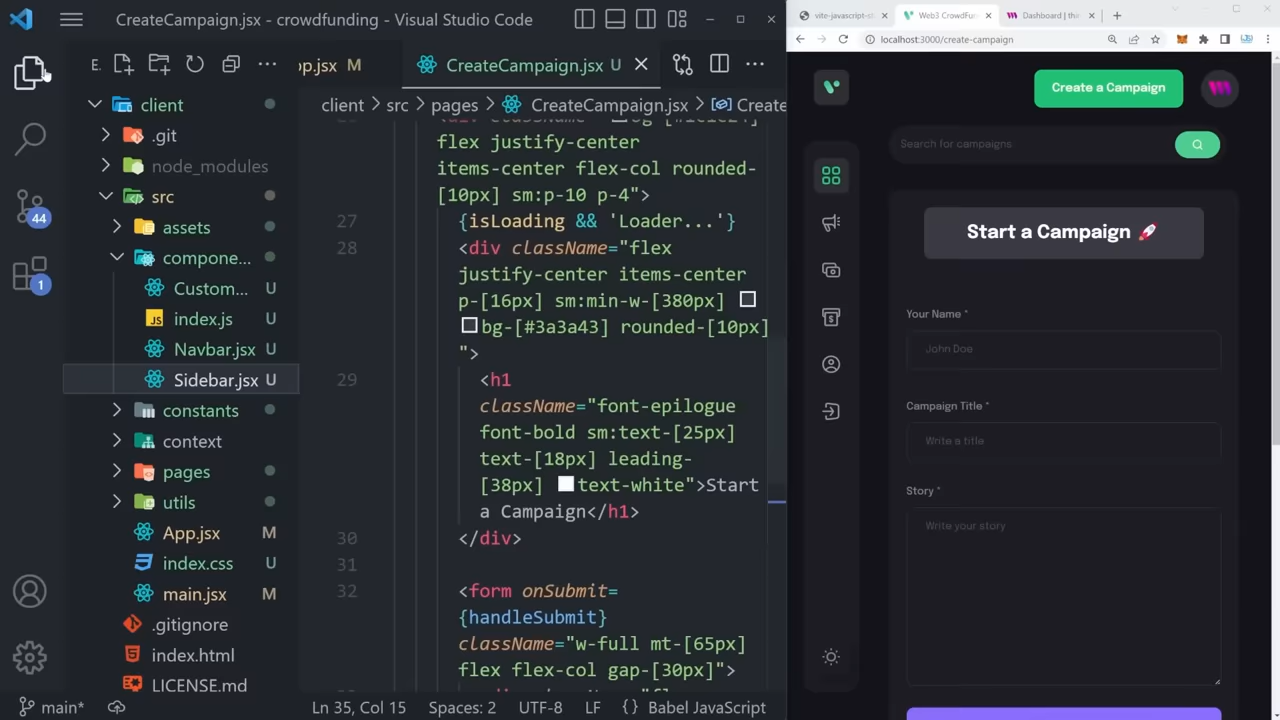 CreateCampaign.jsx - crowdfunding - Visual Studio Code
E.
client
.git
node_modules
src
assets
compone...
Custom... U
index.js U
Navbar.jsx U
Sidebar.jsx U
constants
context
pages
utils
App.jsx M
index.css U
main.jsx M
.gitignore
index.html
LICENSE.md
44
1
pp.jsx M
CreateCampaign.jsx U
client > src > pages > CreateCampaign.jsx > Create
flex justify-center
items-center flex-col rounded-
[10px] sm:p-10 p-4">
27 {isLoading && 'Loader...'}
28 <div className="flex
justify-center items-center
p-[16px] sm:min-w-[380px]
bg-[#3a3a43] rounded-[10px]
">
29 <h1
className="font-epilogue
font-bold sm:text-[25px]
text-[18px] leading-
[38px] text-white">Start
a Campaign</h1>
30 </div>
31
32 <form onSubmit=
{handleSubmit}
className="w-full mt-[65px]
flex flex-col gap-[30px]">
main*
Ln 35, Col 15
Spaces: 2
UTF-8
LF
{} Babel JavaScript
vite-javascript-st
Web3 CrowdFun
Dashboard | thi
localhost:3000/create-campaign
Create a Campaign
Search for campaigns
Start a Campaign 🚀
Your Name *
John Doe
Campaign Title *
Write a title
Story *
Write your story